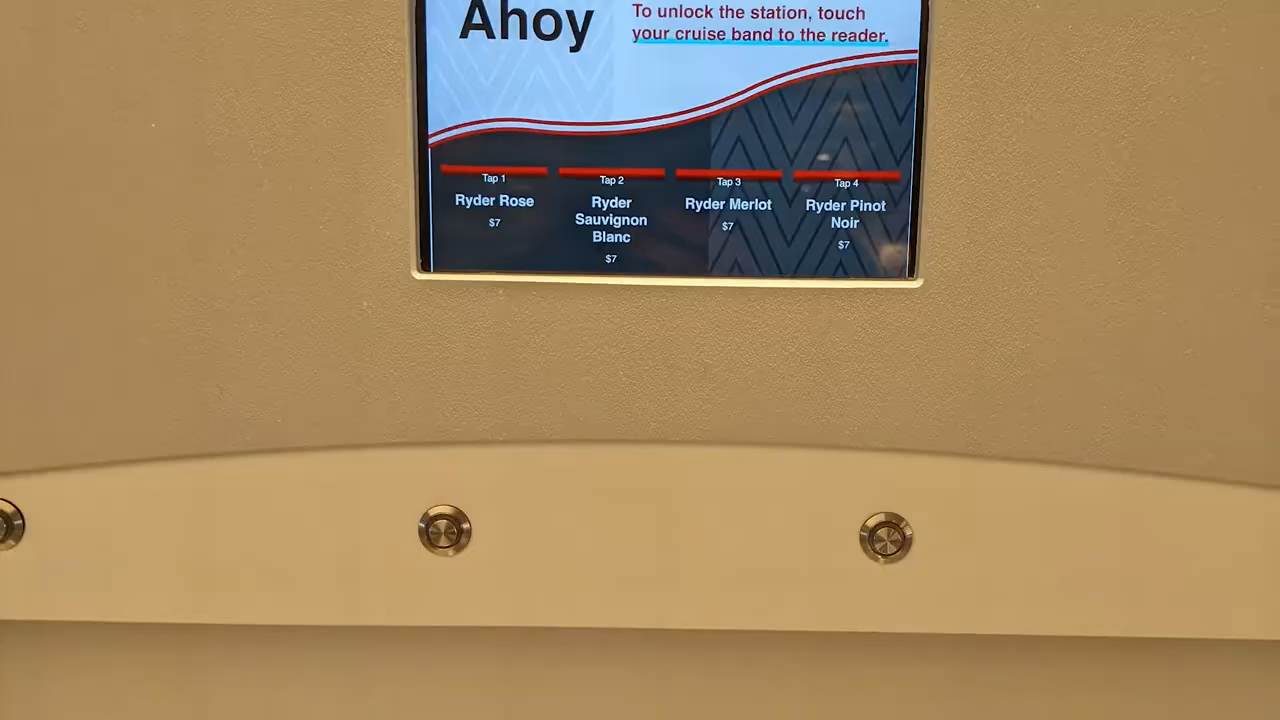 Ahoy
To unlock the station, touch
your cruise band to the reader.
Tap 1
Ryder Rose
$7
Tap 2
Ryder
Sauvignon
Blanc
$7
Tap 3
Ryder Merlot
$7
Tap 4
Ryder Pinot
Noir
$7